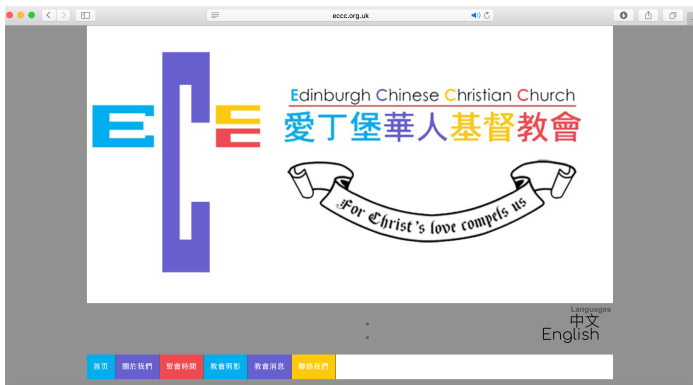 eccc.org.uk
Edinburgh Chinese Christian Church
愛丁堡華人基督教會
For Christ's love compels us
Languages
中文
English
首页 關於我們 聚會時間 教會剪影 教會消息 聯絡我們